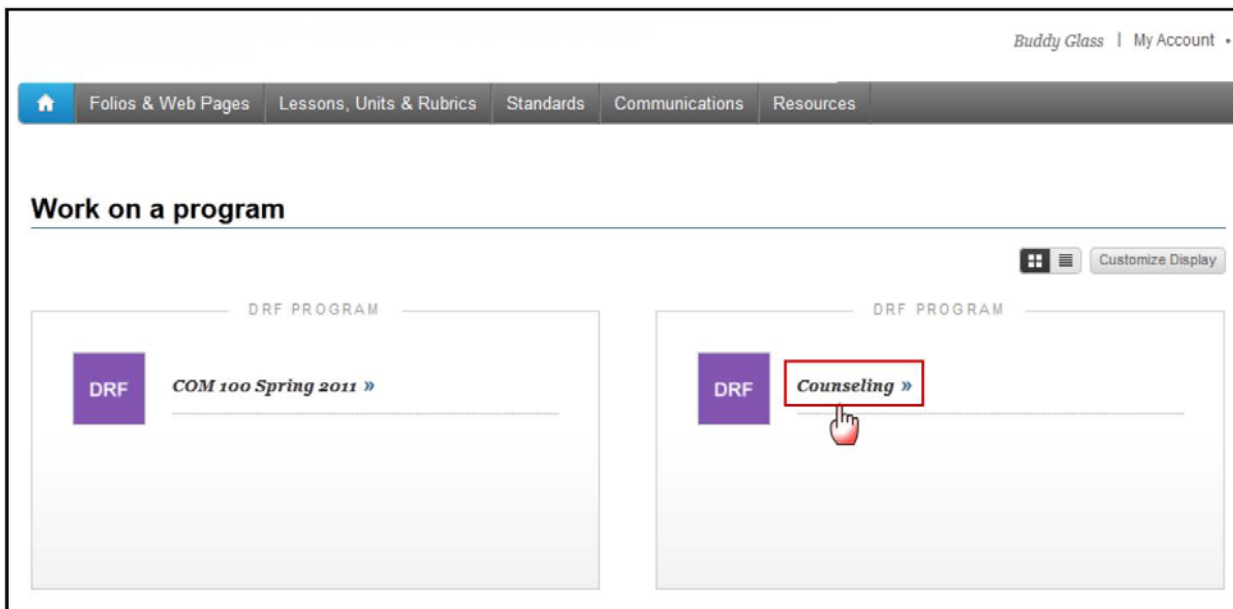 Buddy Glass | My Account •
Folios & Web Pages Lessons, Units & Rubrics Standards Communications Resources
Work on a program
Customize Display
DRF PROGRAM
DRF COM 100 Spring 2011 »
DRF PROGRAM
DRF Counseling »